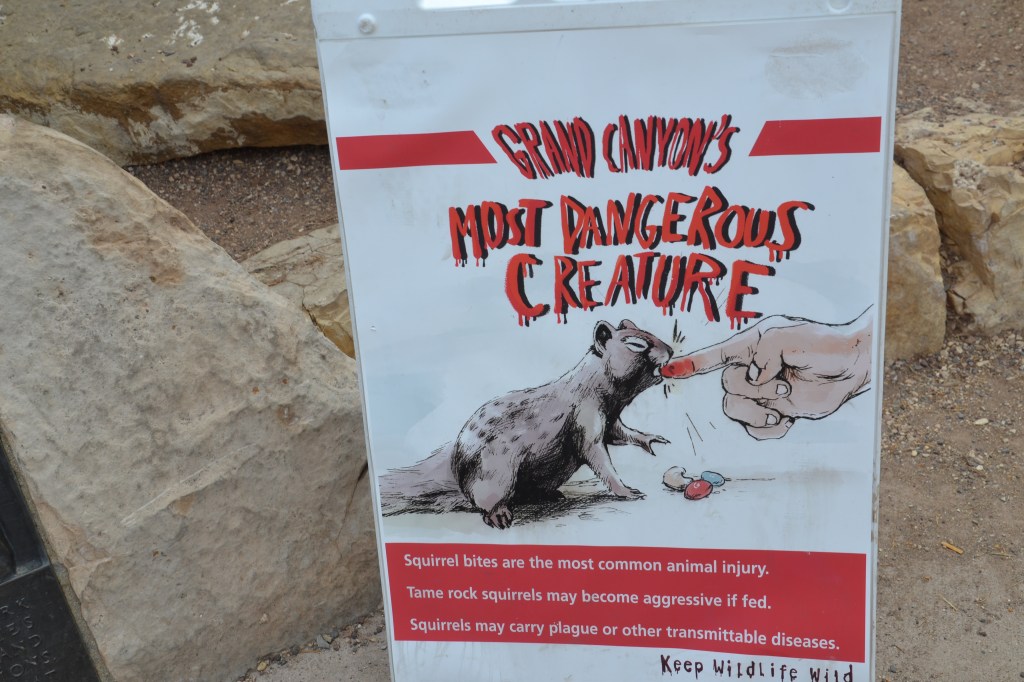 GRAND CANYON'S
MOST DANGEROUS
CREATURE
Squirrel bites are the most common animal injury.
Tame rock squirrels may become aggressive if fed.
Squirrels may carry plague or other transmittable diseases.
Keep Wildlife Wild